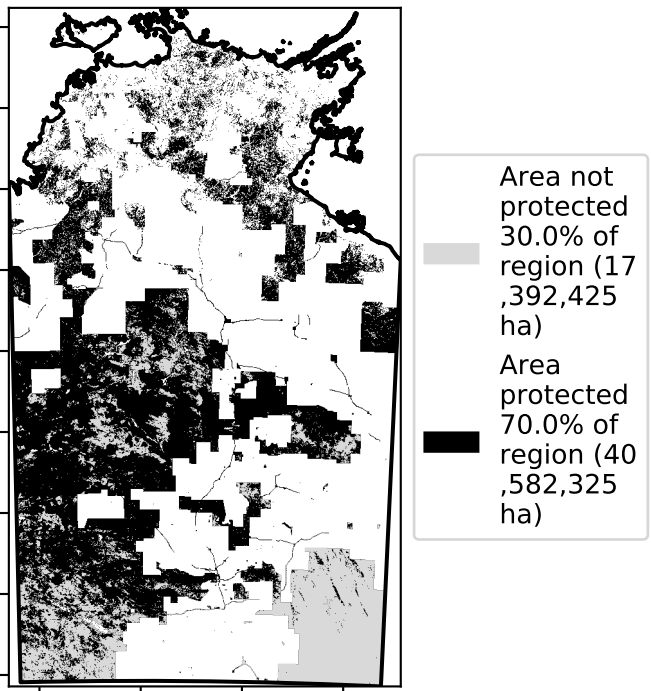 Area not
protected
30.0% of
region (17
,392,425
ha)
Area
protected
70.0% of
region (40
,582,325
ha)